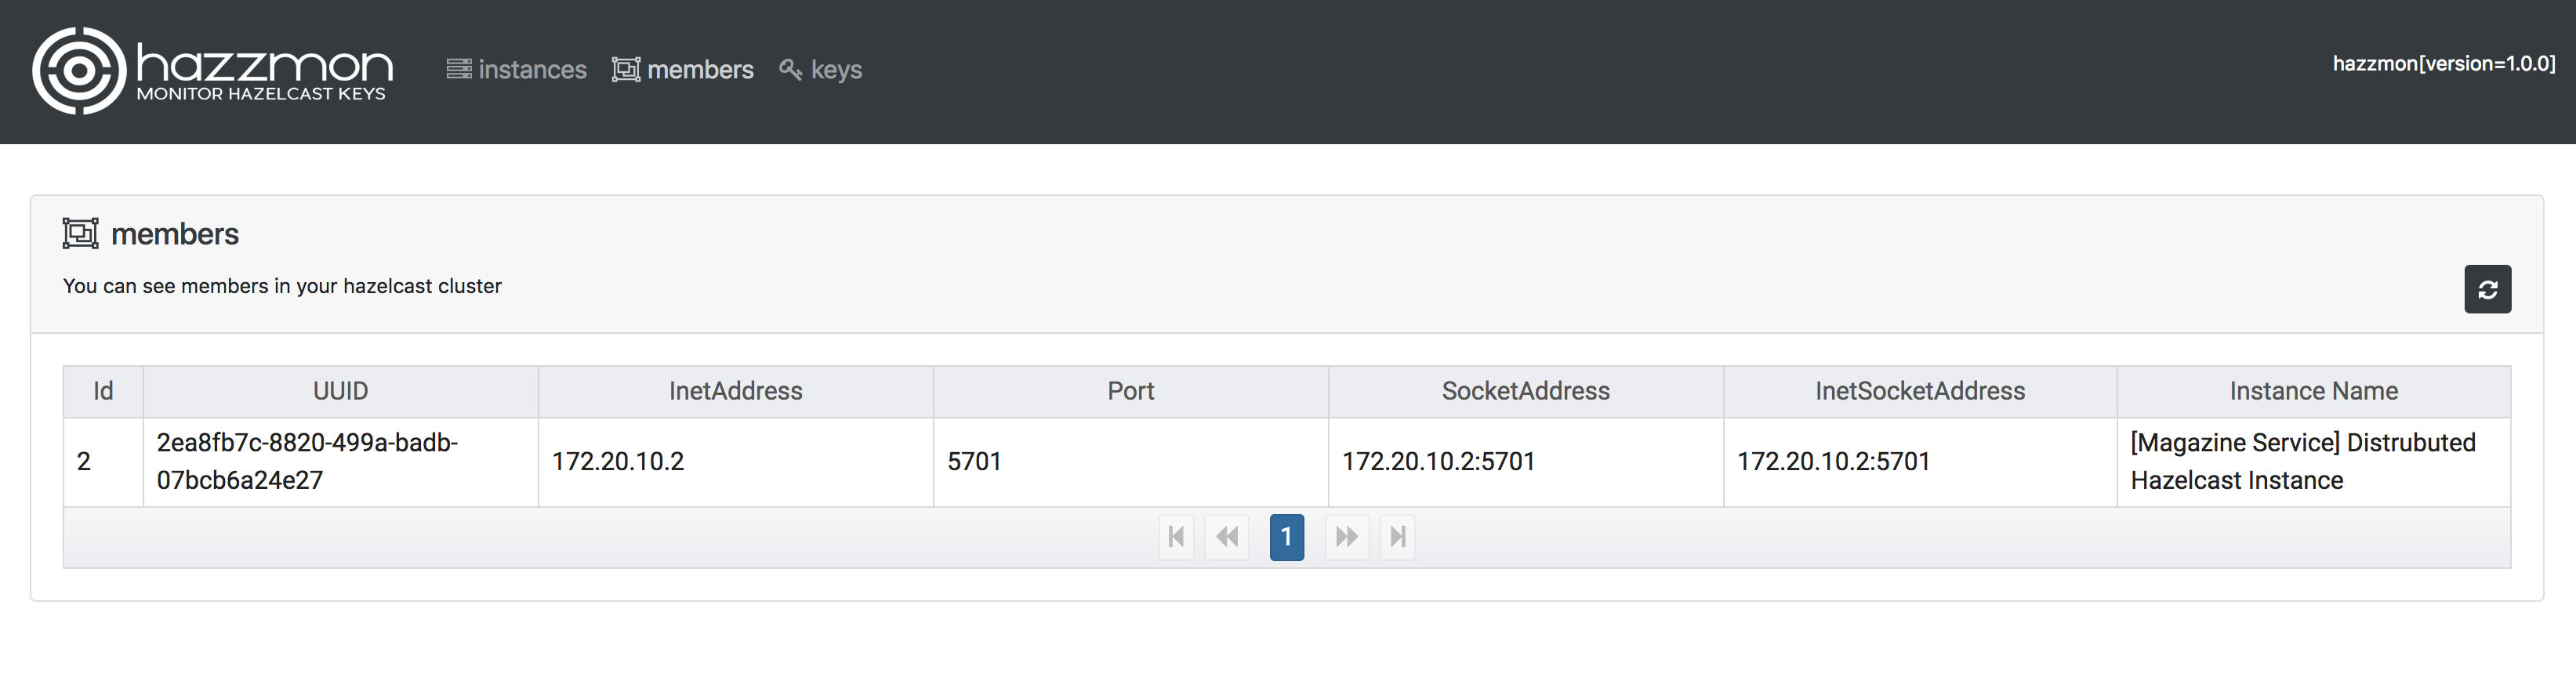 hazzmon
MONITOR HAZELCAST KEYS
instances members keys
hazzmon[version=1.0.0]
members
You can see members in your hazelcast cluster
Id UUID InetAddress Port SocketAddress InetSocketAddress Instance Name
2 2ea8fb7c-8820-499a-badb-
07bcb6a24e27 172.20.10.2 5701 172.20.10.2:5701 172.20.10.2:5701 [Magazine Service] Distrubuted
Hazelcast Instance
1